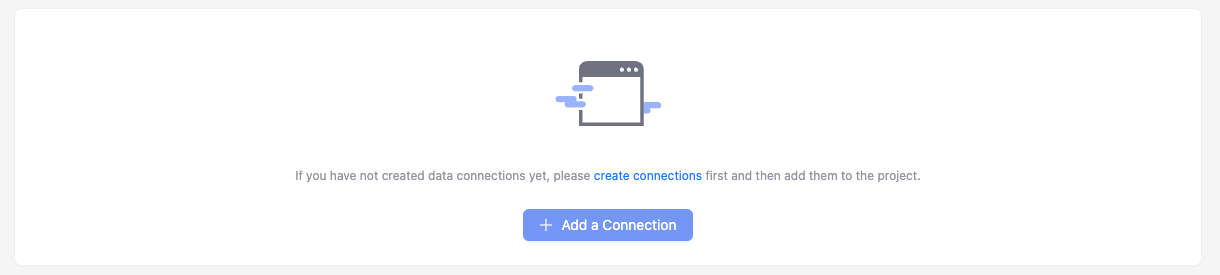 If you have not created data connections yet, please create connections first and then add them to the project.
Add a Connection